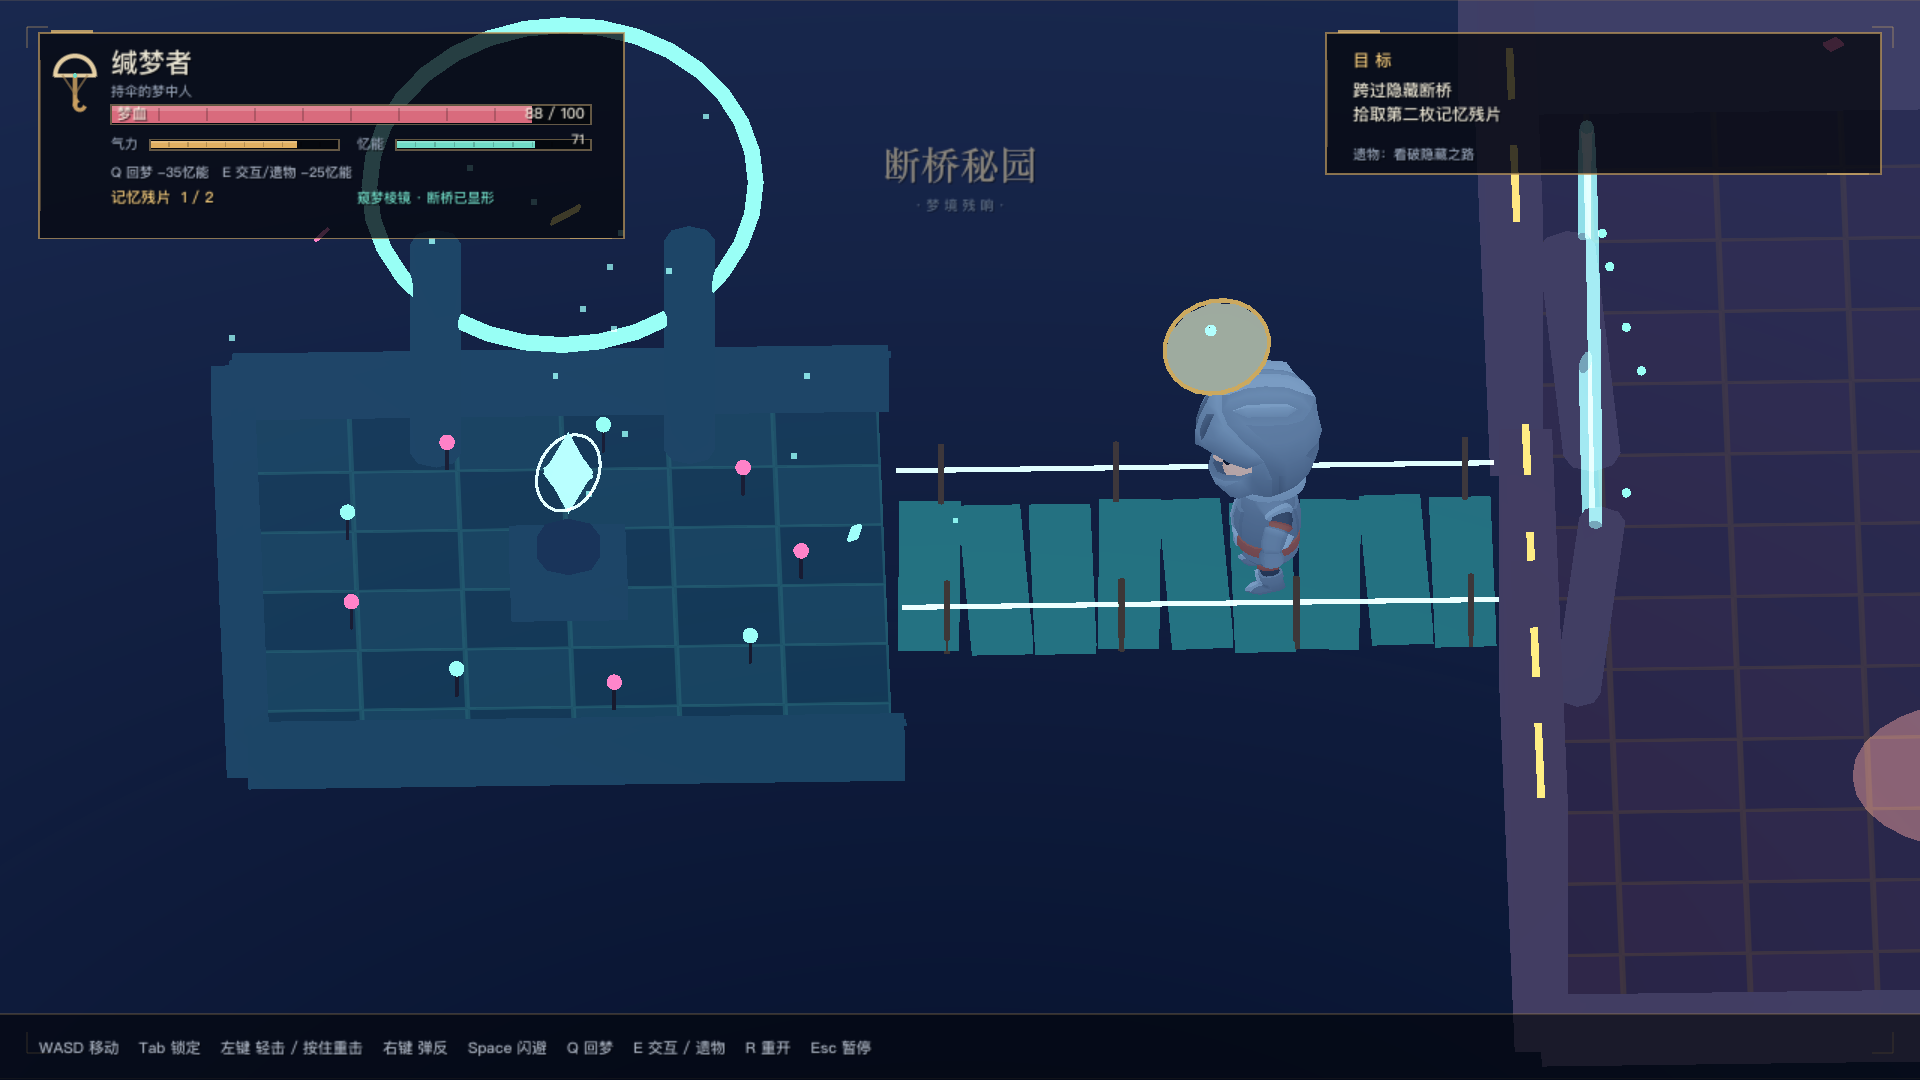 缄梦者
持伞的梦中人
梦血 88 / 100
气力 忆能 71
Q 回梦 -35忆能 E 交互/遗物 -25忆能
记忆残片 1 / 2 窥梦棱镜 · 断桥已显形
断桥秘园
· 梦境残响 ·
目标
跨过隐藏断桥
拾取第二枚记忆残片
遗物：看破隐藏之路
WASD 移动 Tab 锁定 左键 轻击 / 按住重击 右键 弹反 Space 闪避 Q 回梦 E 交互 / 遗物 R 重开 Esc 暂停